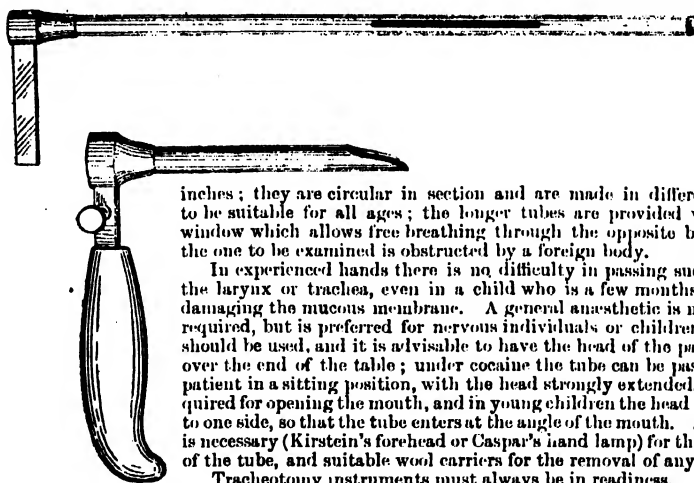 inches; they are circular in section and are made in differ
to be suitable for all ages; the longer tubes are provided
window which allows free breathing through the opposite b
the one to be examined is obstructed by a foreign body.
In experienced hands there is no difficulty in passing su
the larynx or trachea, even in a child who is a few months
damaging the mucous membrane. A general anæsthetic is n
required, but is preferred for nervous individuals or children
should be used, and it is advisable to have the head of the pa
over the end of the table; under cocaine the tube can be pas
patient in a sitting position, with the head strongly extended.
quired for opening the mouth, and in young children the head
to one side, so that the tube enters at the angle of the mouth.
is necessary (Kirstein's forehead or Caspar's hand lamp) for th
of the tube, and suitable wool carriers for the removal of any
Tracheotomy instruments must always be in readiness